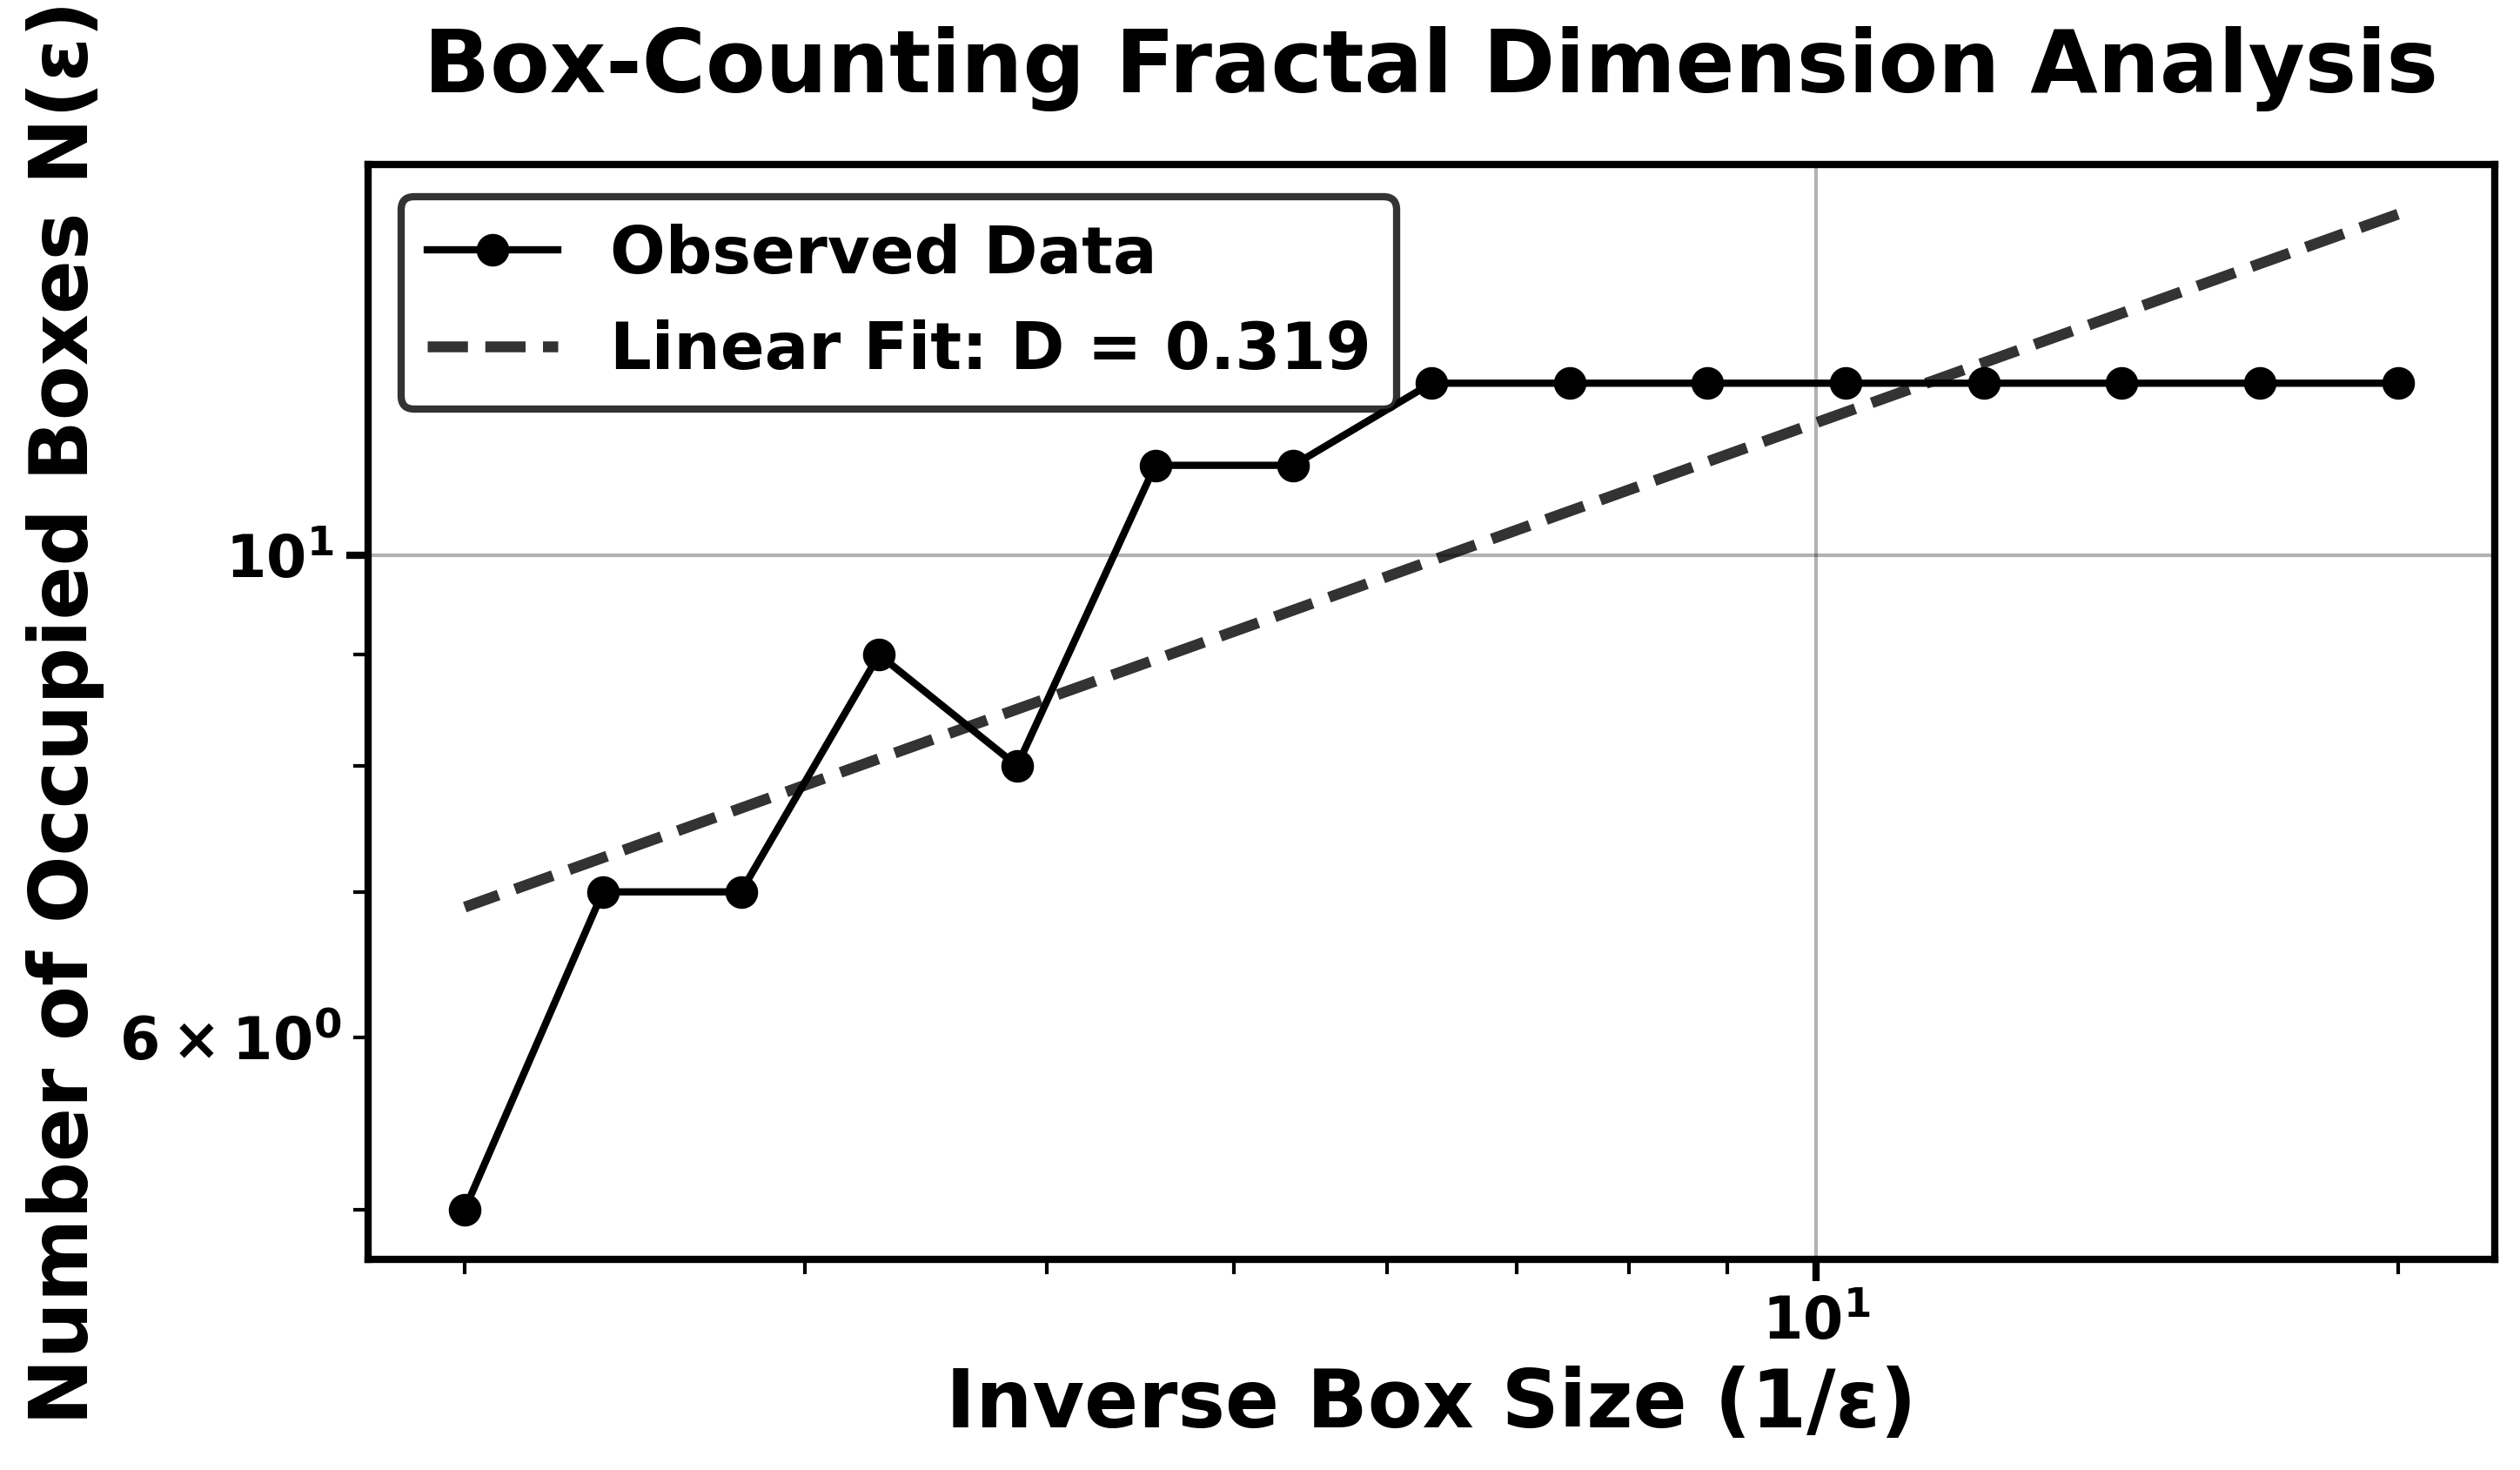 Box-Counting Fractal Dimension Analysis
Number of Occupied Boxes N(ε)
Observed Data
Linear Fit: D = 0.319
10¹
6 × 10⁰
10¹
Inverse Box Size (1/ε)